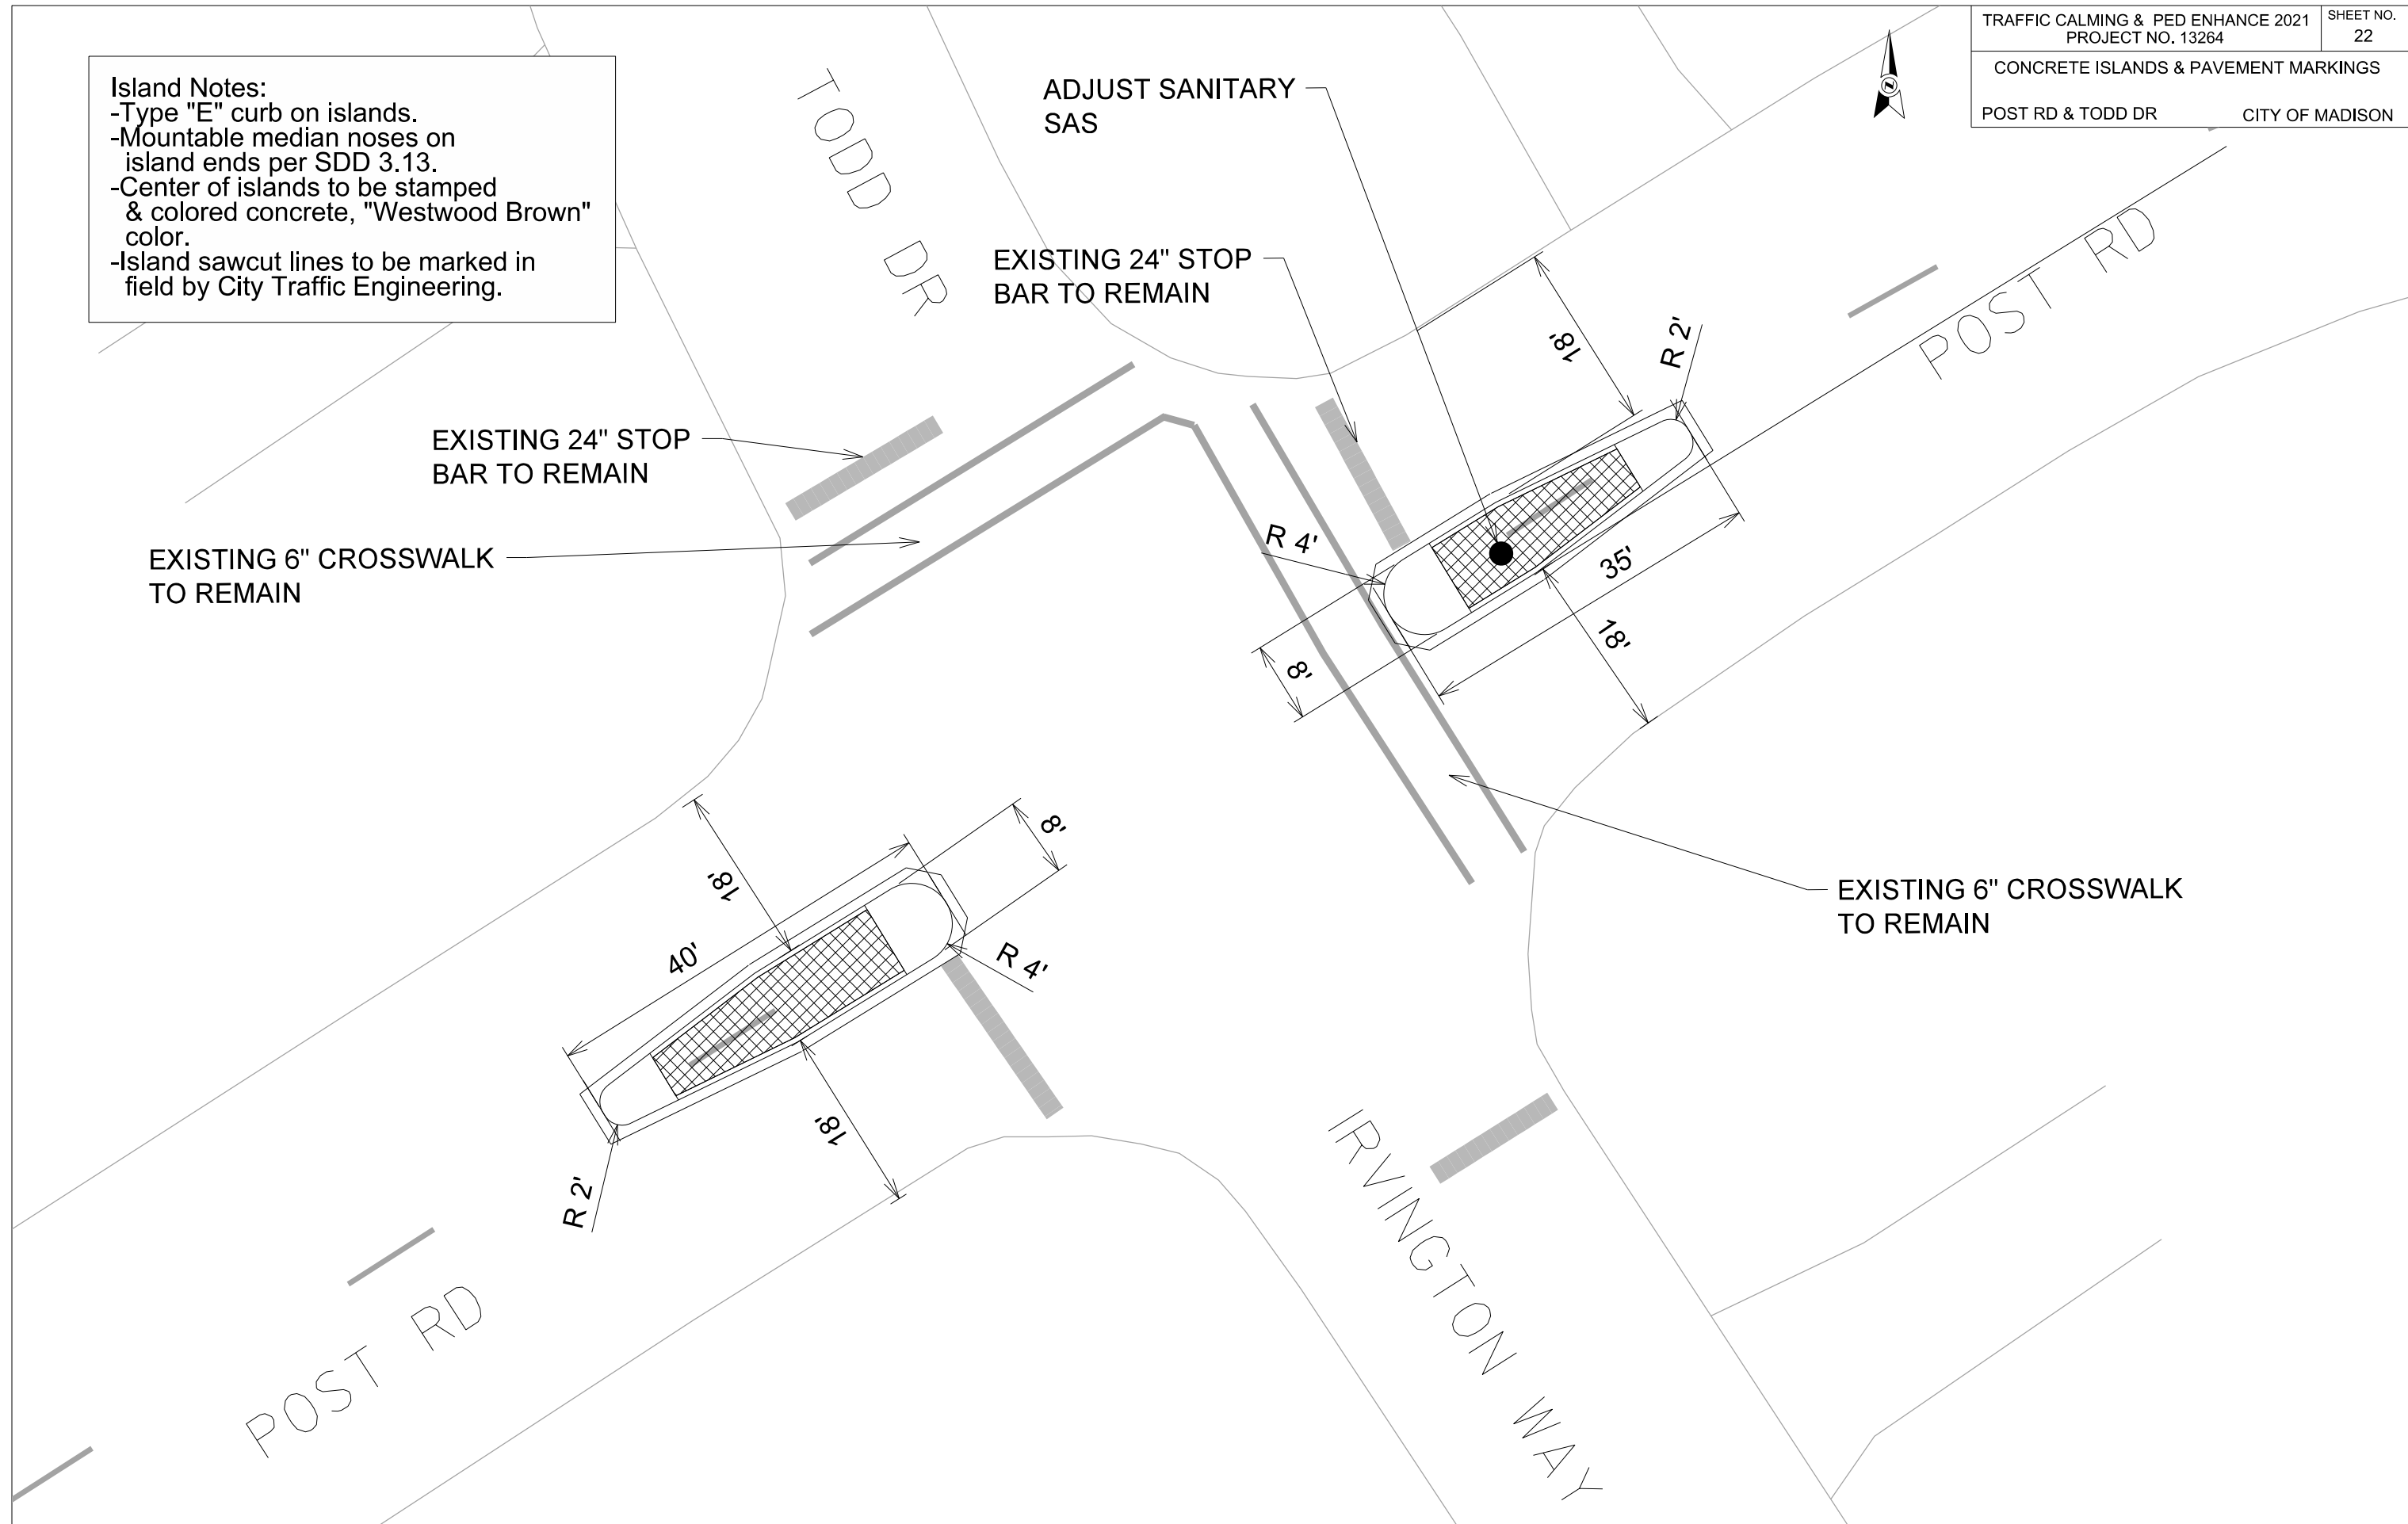 TRAFFIC CALMING & PED ENHANCE 2021
PROJECT NO. 13264
SHEET NO.
22
CONCRETE ISLANDS & PAVEMENT MARKINGS
POST RD & TODD DR
CITY OF MADISON
Island Notes:
-Type "E" curb on islands.
-Mountable median noses on
island ends per SDD 3.13.
-Center of islands to be stamped
& colored concrete, "Westwood Brown"
color.
-Island sawcut lines to be marked in
field by City Traffic Engineering.
TODD DR
ADJUST SANITARY
SAS
N
EXISTING 24" STOP
BAR TO REMAIN
POST RD
18'
R 2'
EXISTING 24" STOP
BAR TO REMAIN
EXISTING 6" CROSSWALK
TO REMAIN
R 4'
35'
18'
8'
18'
8'
40'
R 4'
EXISTING 6" CROSSWALK
TO REMAIN
18'
R 2'
IRVINGTON WAY
POST RD